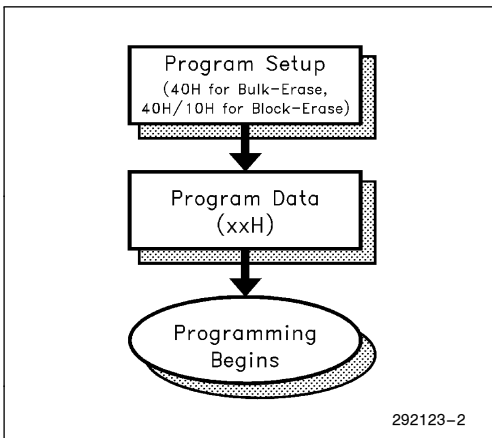 Program Setup
(40H for Bulk-Erase,
40H/10H for Block-Erase)
Program Data
(xxH)
Programming
Begins
292123-2